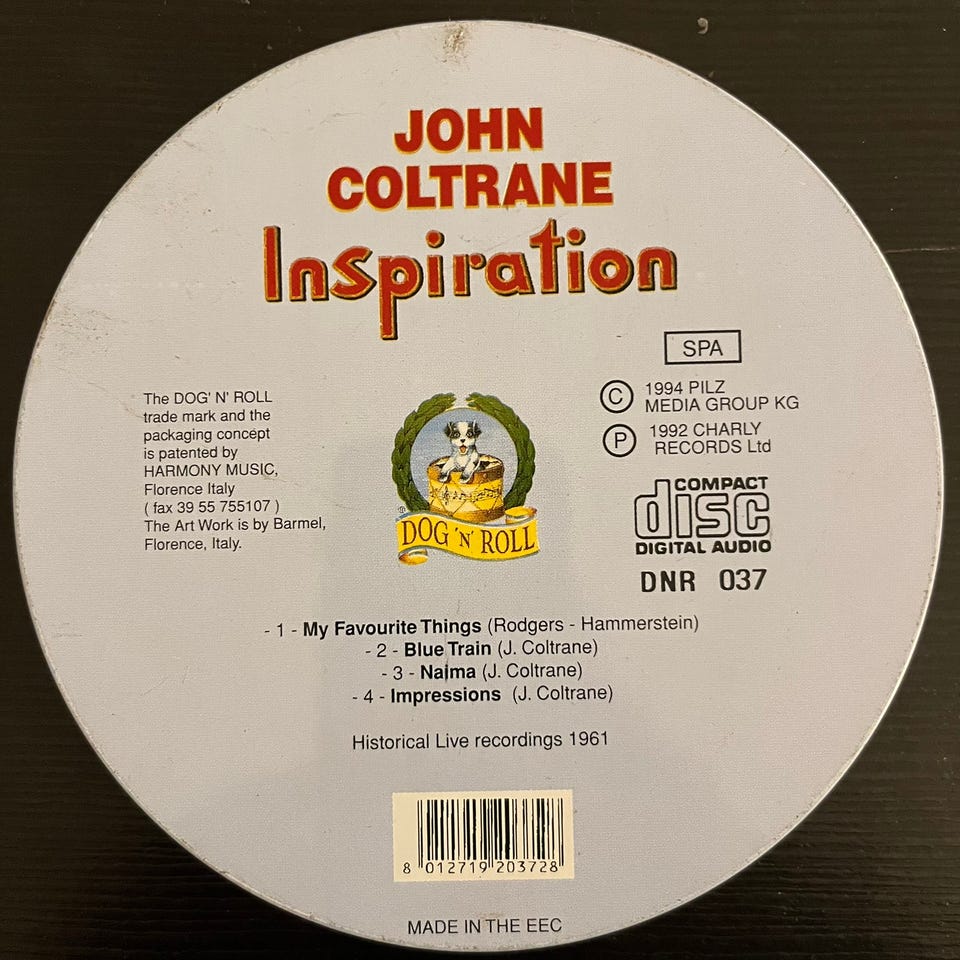 JOHN
COLTRANE
Inspiration
SPA
The DOG' N' ROLL
trade mark and the
packaging concept
is patented by
HARMONY MUSIC,
Florence Italy
( fax 39 55 755107 )
The Art Work is by Barmel,
Florence, Italy.
® DOG 'N' ROLL
© 1994 PILZ
MEDIA GROUP KG
℗ 1992 CHARLY
RECORDS Ltd
COMPACT
disc
DIGITAL AUDIO
DNR 037
- 1 - My Favourite Things (Rodgers - Hammerstein)
- 2 - Blue Train (J. Coltrane)
- 3 - Naima (J. Coltrane)
- 4 - Impressions (J. Coltrane)
Historical Live recordings 1961
8 012719 203728
MADE IN THE EEC